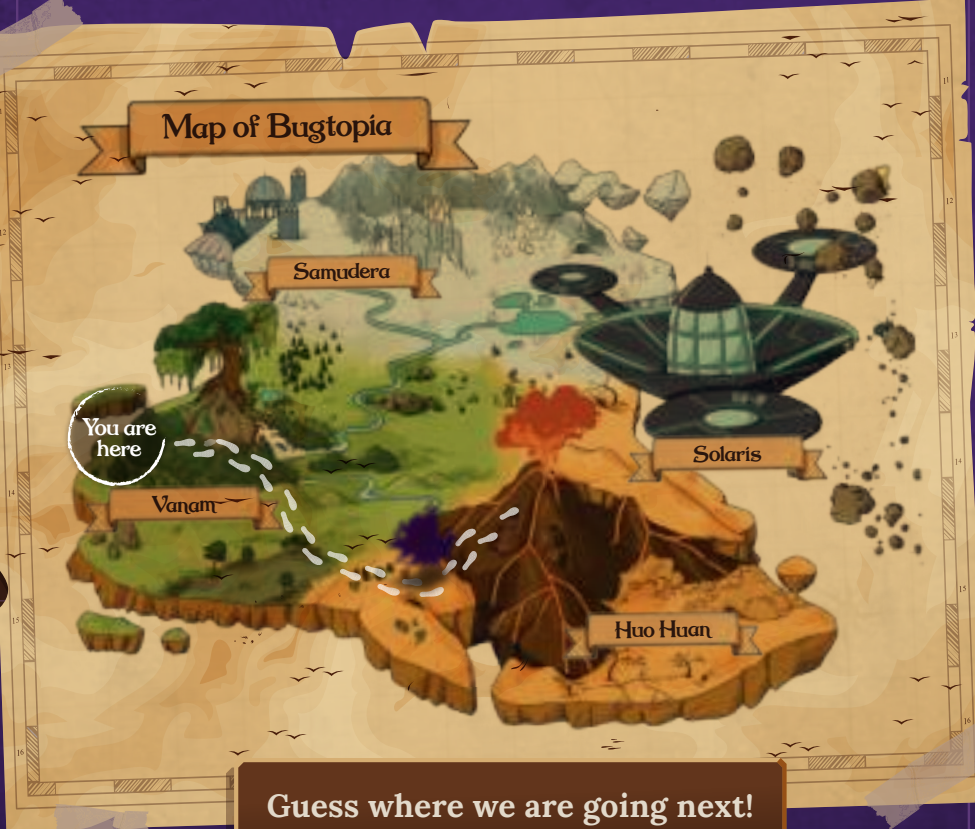 Map of Bugtopia
Samudera
You are
here
Solaris
Vanam
Huo Huan
Guess where we are going next!